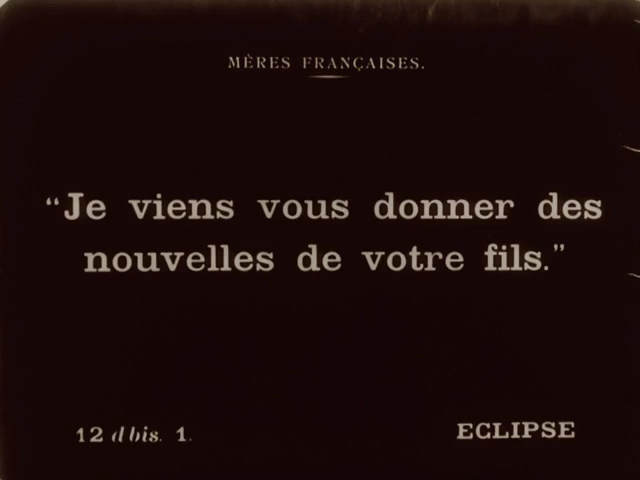 MÈRES FRANÇAISES.
“Je viens vous donner des
nouvelles de votre fils.”
12 d bis. 1.
ECLIPSE